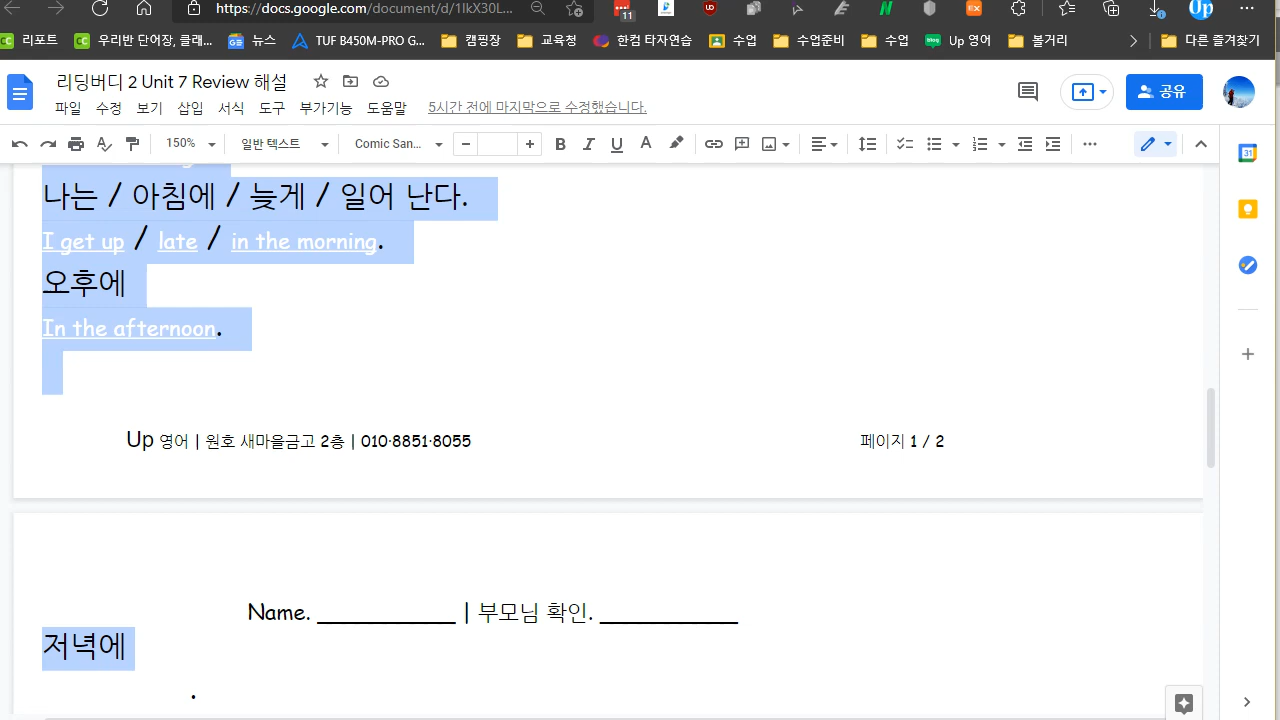 https://docs.google.com/document/d/1IkX30L...
11
Up
리포트
우리반 단어장, 클래...
뉴스
TUF B450M-PRO G...
캠핑장
교육청
한컴 타자연습
수업
수업준비
수업
Up 영어
볼거리
다른 즐겨찾기
리딩버디 2 Unit 7 Review 해설
공유
파일 수정 보기 삽입 서식 도구 부가기능 도움말 5시간 전에 마지막으로 수정했습니다.
150% 일반 텍스트 Comic San... B I U A
31
나는 / 아침에 / 늦게 / 일어 난다.
I get up / late / in the morning.
오후에
In the afternoon.
Up 영어 | 원호 새마을금고 2층 | 010-8851-8055 페이지 1 / 2
Name. ____________ | 부모님 확인. ____________
저녁에
.